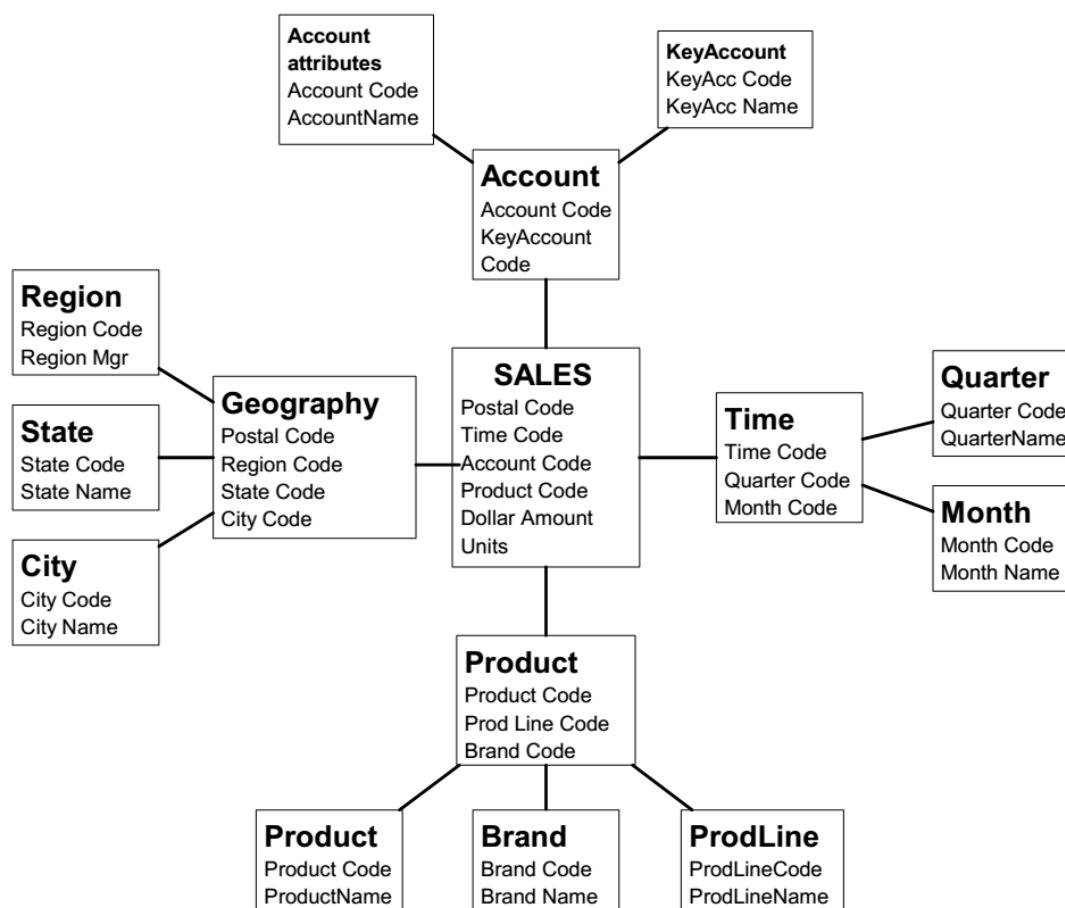 Account
attributes
Account Code
AccountName
KeyAccount
KeyAcc Code
KeyAcc Name
Account
Account Code
KeyAccount
Code
Region
Region Code
Region Mgr
State
State Code
State Name
City
City Code
City Name
Geography
Postal Code
Region Code
State Code
City Code
SALES
Postal Code
Time Code
Account Code
Product Code
Dollar Amount
Units
Time
Time Code
Quarter Code
Month Code
Quarter
Quarter Code
QuarterName
Month
Month Code
Month Name
Product
Product Code
Prod Line Code
Brand Code
Product
Product Code
ProductName
Brand
Brand Code
Brand Name
ProdLine
ProdLineCode
ProdLineName